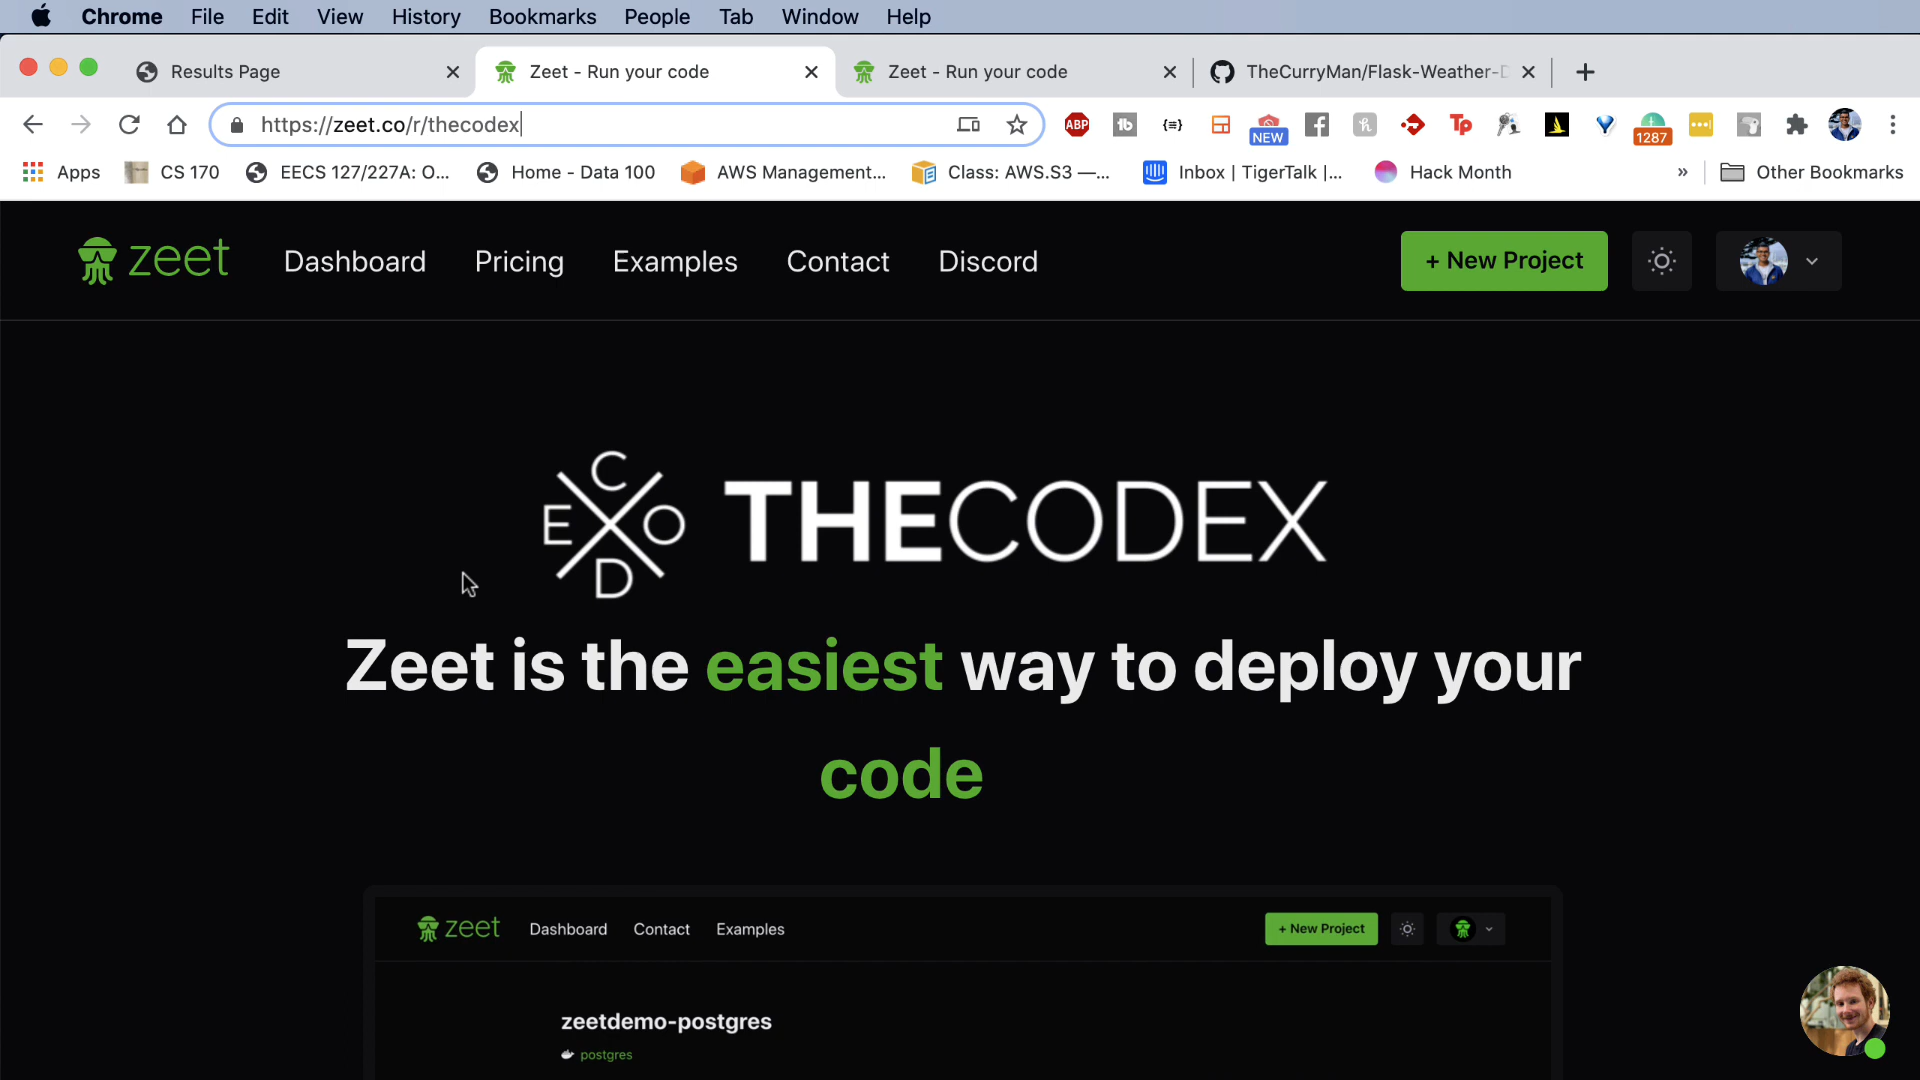 Chrome File Edit View History Bookmarks People Tab Window Help
Results Page
Zeet - Run your code
Zeet - Run your code
TheCurryMan/Flask-Weather-D
https://zeet.co/r/thecodex
ABP
tb
{≡}
NEW
h
Tp
1287
Apps
CS 170
EECS 127/227A: O...
Home - Data 100
AWS Management...
Class: AWS.S3 —...
Inbox | TigerTalk |...
Hack Month
»
Other Bookmarks
zeet
Dashboard Pricing Examples Contact Discord
+ New Project
C
E O
D
THECODEX
Zeet is the easiest way to deploy your
code
zeet Dashboard Contact Examples
+ New Project
zeetdemo-postgres
postgres